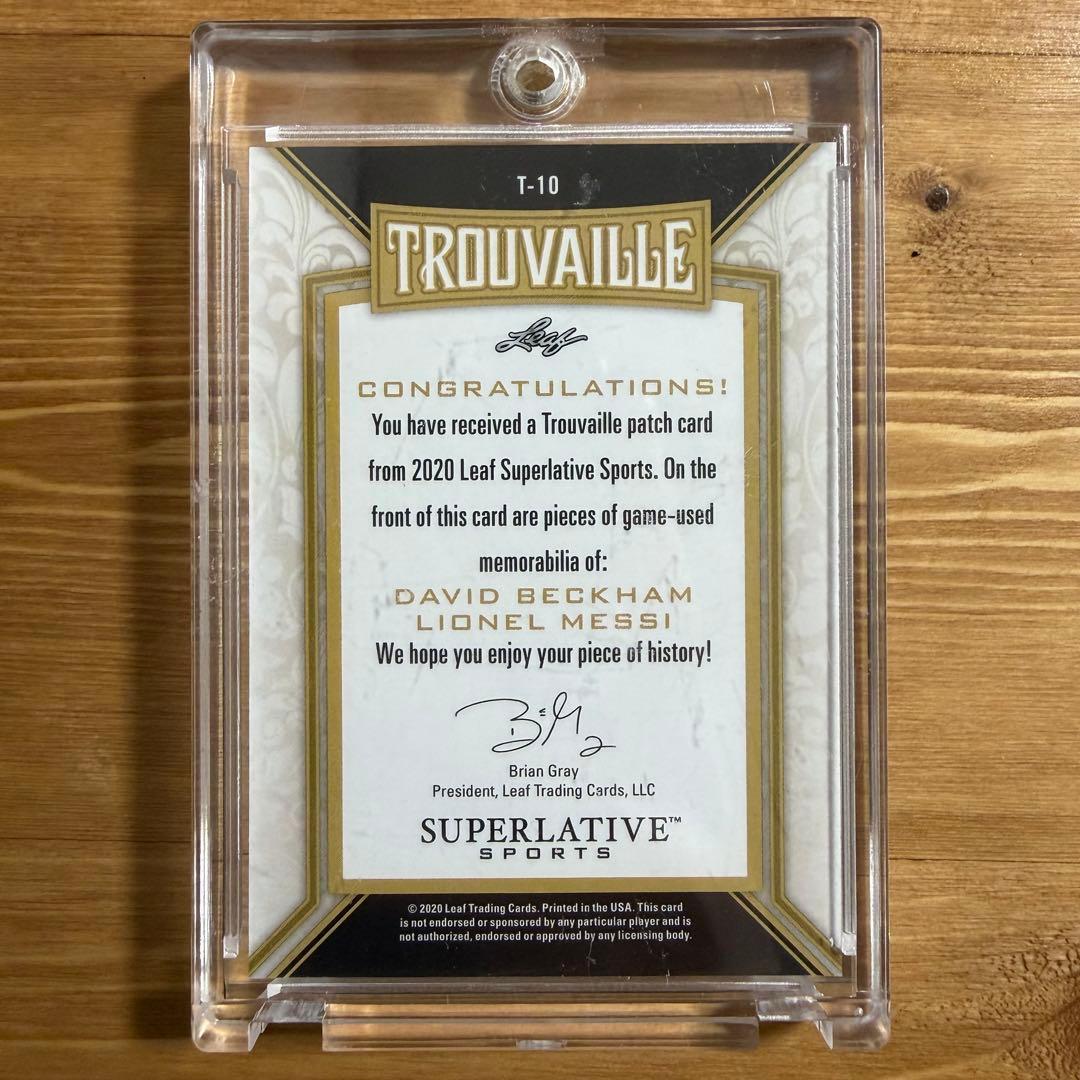 T-10
TROUVAILLE
Leaf
CONGRATULATIONS!
You have received a Trouvaille patch card
from 2020 Leaf Superlative Sports. On the
front of this card are pieces of game-used
memorabilia of:
DAVID BECKHAM
LIONEL MESSI
We hope you enjoy your piece of history!
Brian Gray
President, Leaf Trading Cards, LLC
SUPERLATIVE™
SPORTS
© 2020 Leaf Trading Cards. Printed in the USA. This card
is not endorsed or sponsored by any particular player and is
not authorized, endorsed or approved by any licensing body.